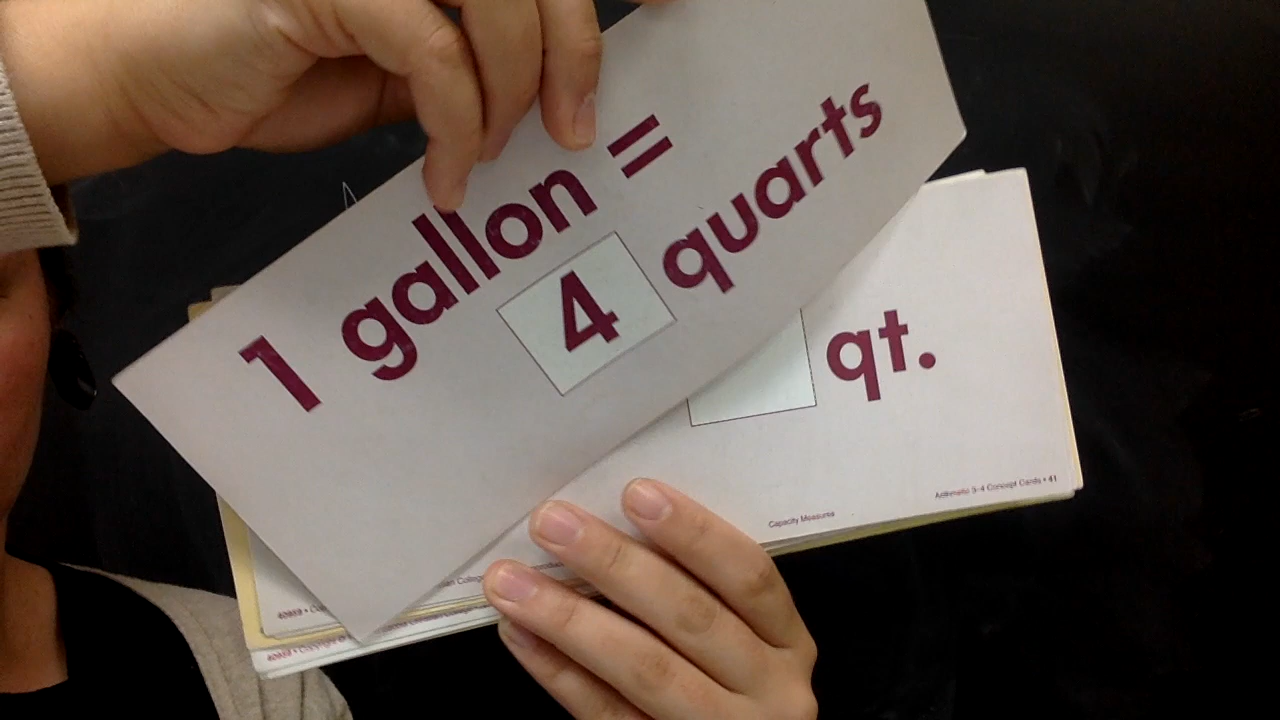 1 gallon =
4 quarts
qt.
Arithmetic 3–4 Concept Cards • 41
Capacity Measures